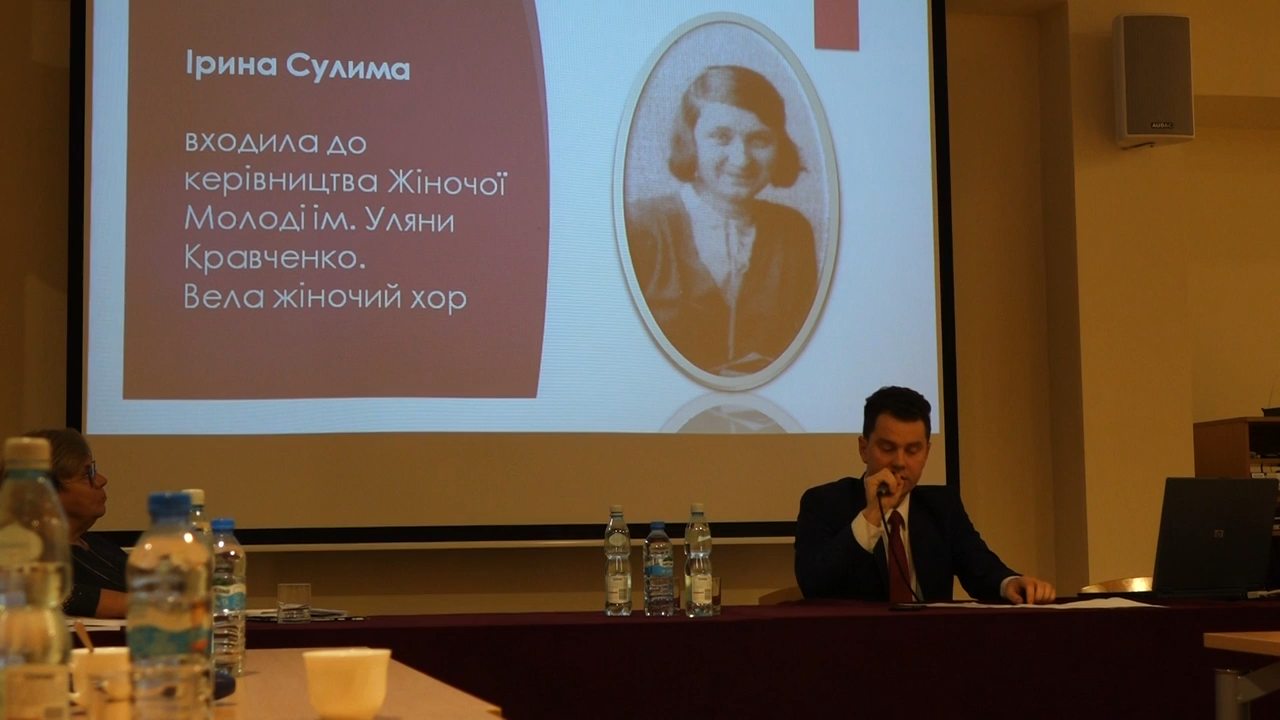 Ірина Сулима
входила до
керівництва Жіночої
Молоді ім. Уляни
Кравченко.
Вела жіночий хор